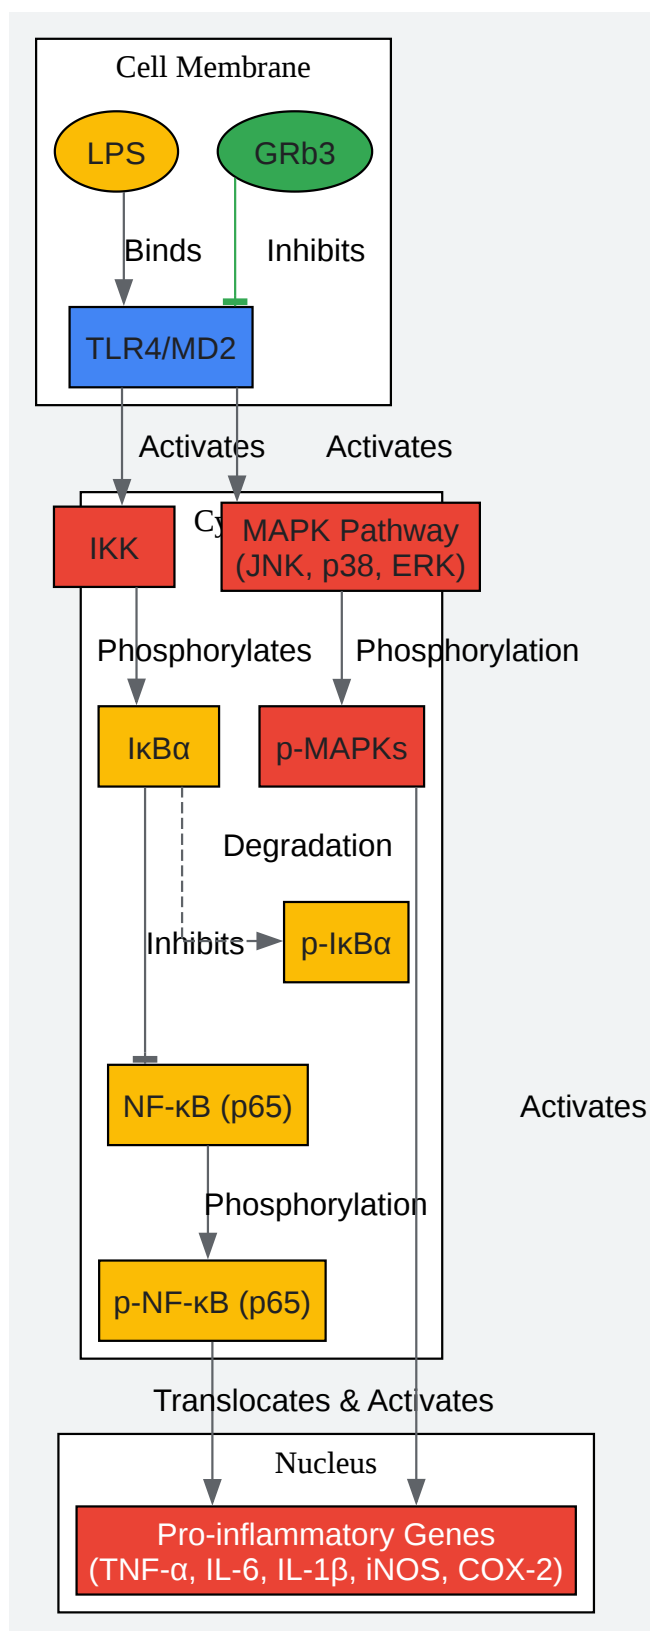 Cell Membrane
LPS
GRb3
Binds
Inhibits
TLR4/MD2
Activates
Activates
Cy
IKK
MAPK Pathway
(JNK, p38, ERK)
Phosphorylates
Phosphorylation
IκBα
p-MAPKs
Degradation
Inhibits
p-IκBα
NF-κB (p65)
Activates
Phosphorylation
p-NF-κB (p65)
Translocates & Activates
Nucleus
Pro-inflammatory Genes
(TNF-α, IL-6, IL-1β, iNOS, COX-2)